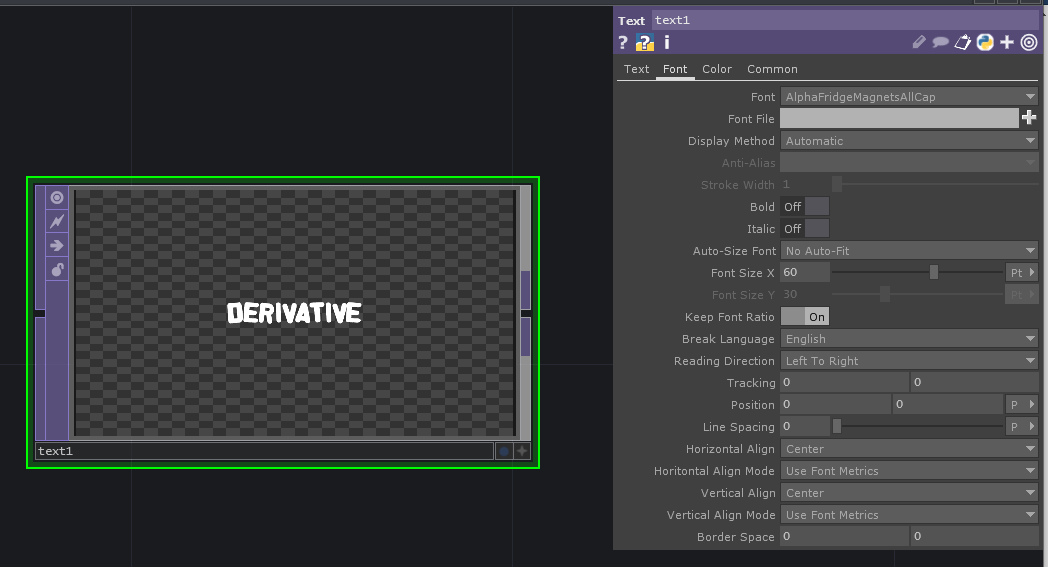 Text text1
? ? i
Text Font Color Common
Font AlphaFridgeMagnetsAllCap
Font File
Display Method Automatic
Anti-Alias
Stroke Width 1
Bold Off
Italic Off
Auto-Size Font No Auto-Fit
Font Size X 60 Pt
Font Size Y 30 Pt
Keep Font Ratio On
Break Language English
Reading Direction Left To Right
Tracking 0 0
Position 0 0 P
Line Spacing 0 P
Horizontal Align Center
Horitontal Align Mode Use Font Metrics
Vertical Align Center
Vertical Align Mode Use Font Metrics
Border Space 0 0
DERIVATIVE
text1